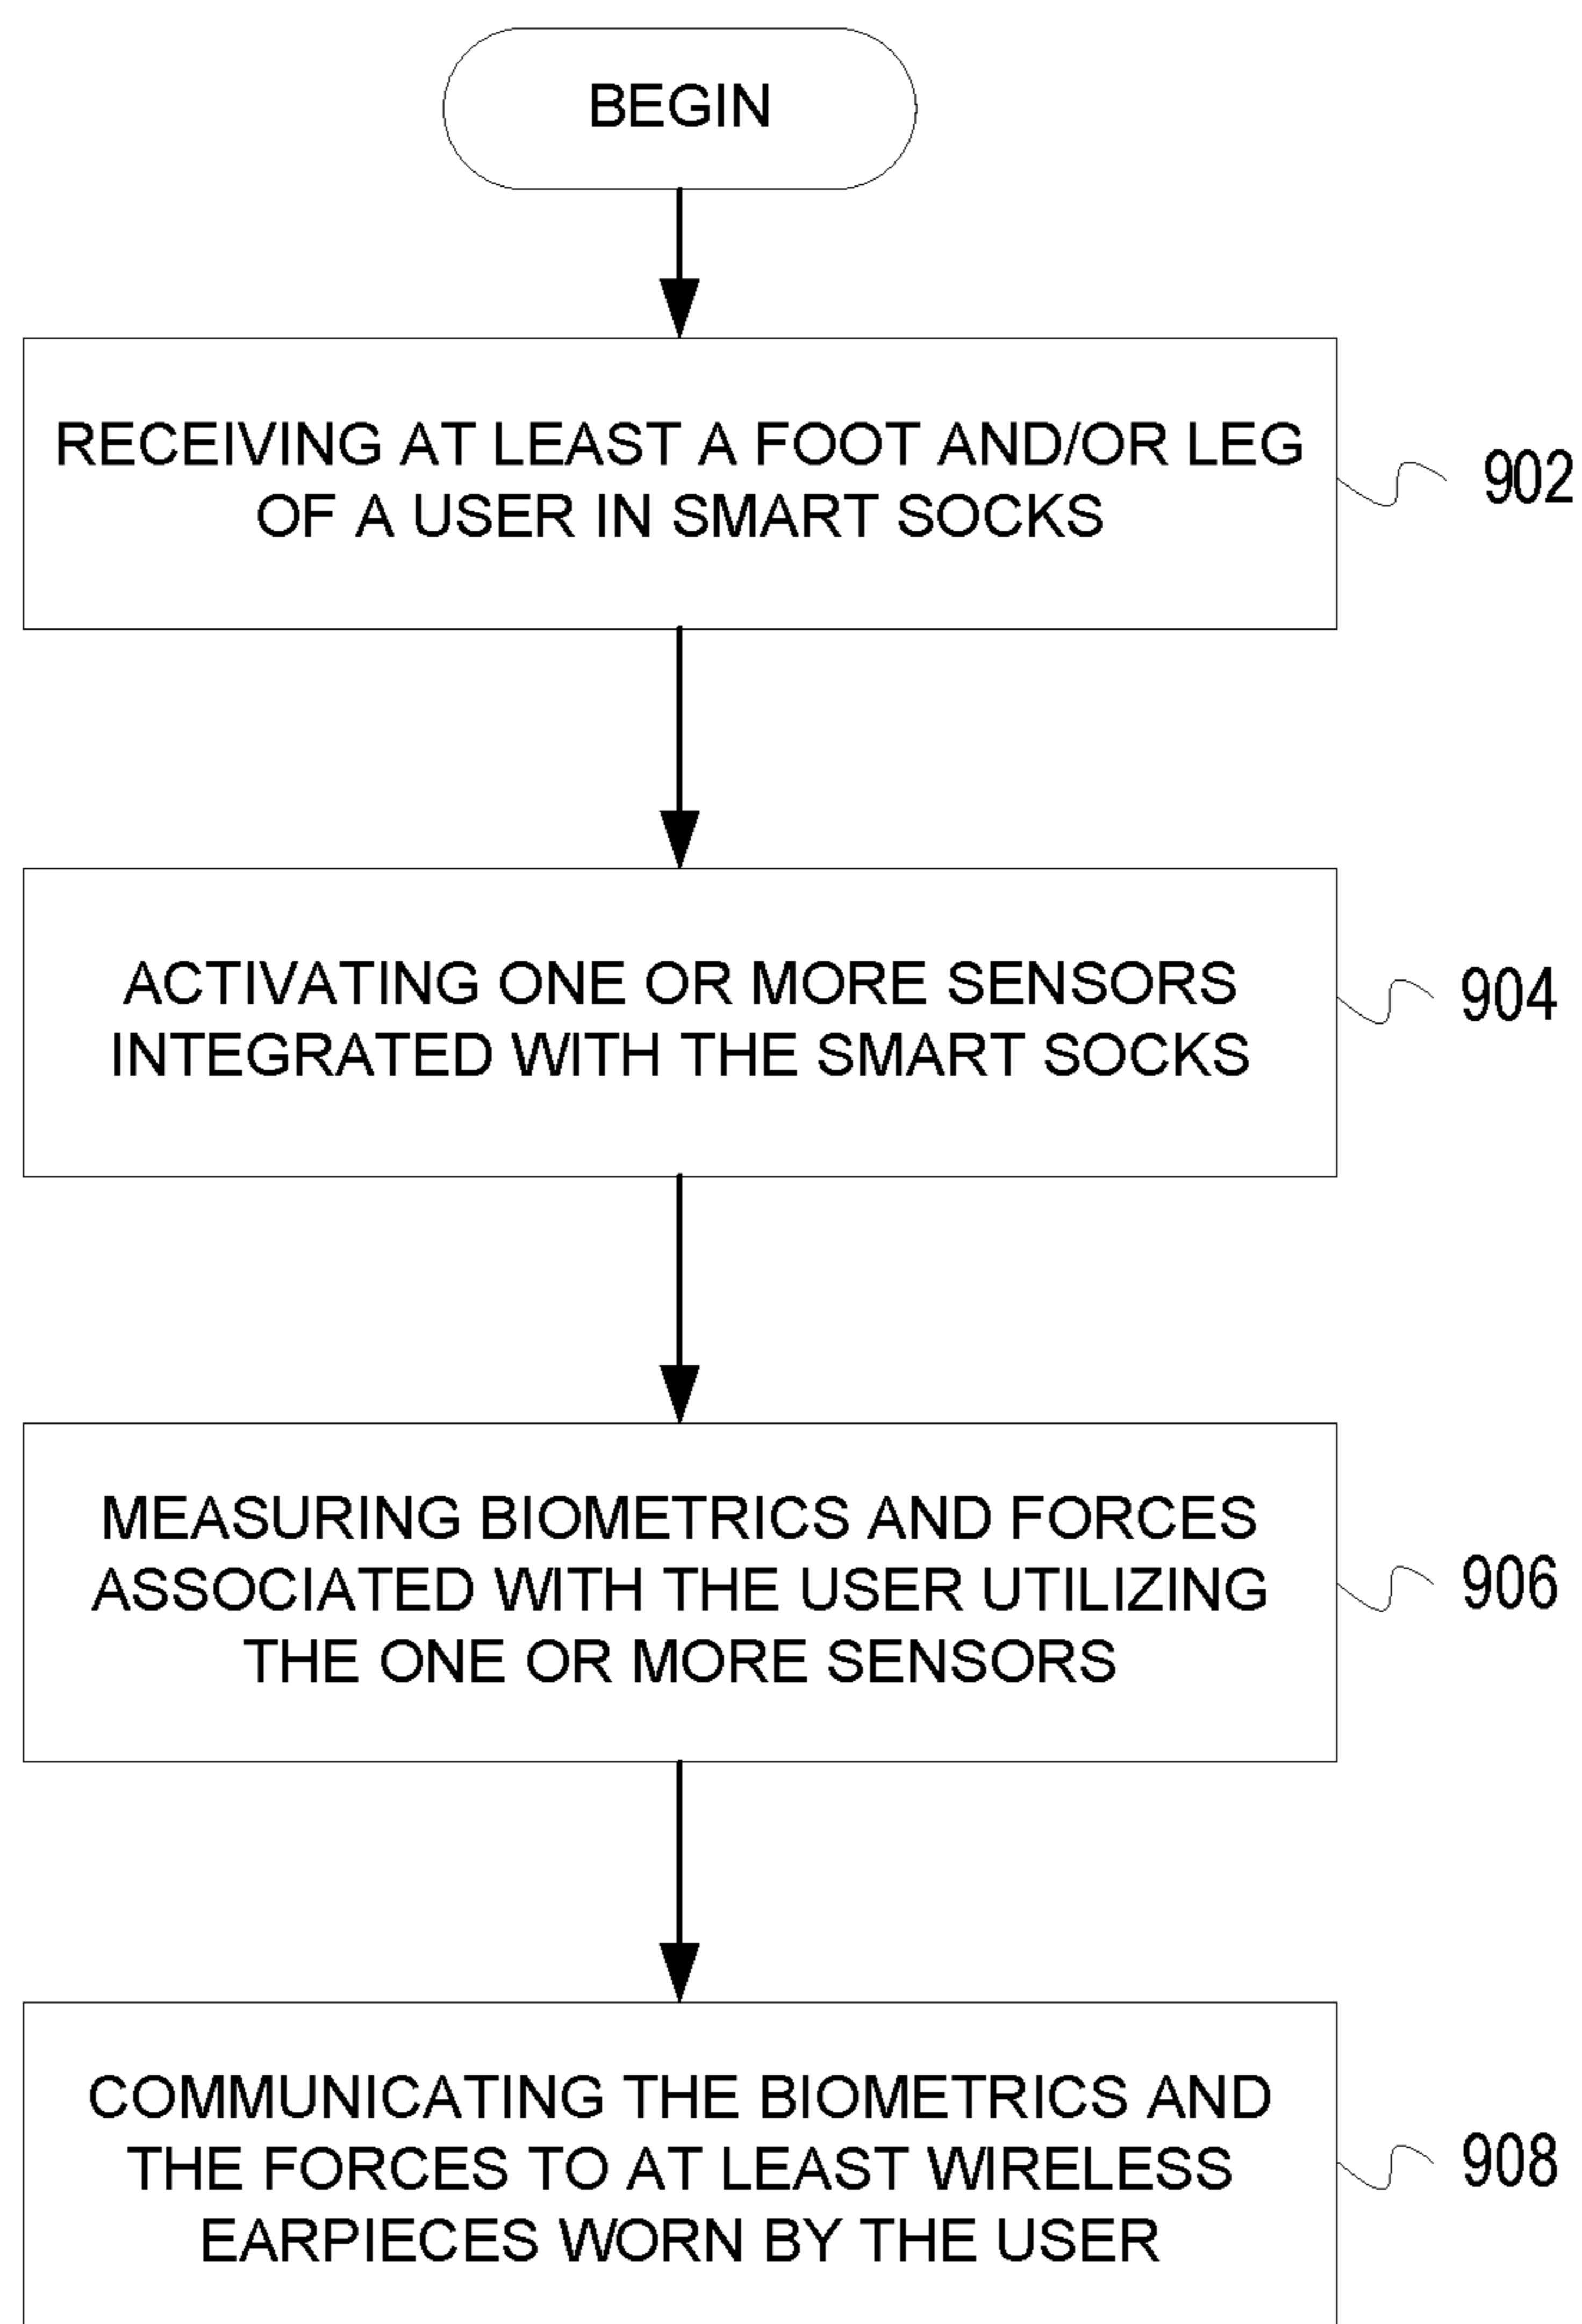 BEGIN
RECEIVING AT LEAST A FOOT AND/OR LEG
OF A USER IN SMART SOCKS
902
ACTIVATING ONE OR MORE SENSORS
INTEGRATED WITH THE SMART SOCKS
904
MEASURING BIOMETRICS AND FORCES
ASSOCIATED WITH THE USER UTILIZING
THE ONE OR MORE SENSORS
906
COMMUNICATING THE BIOMETRICS AND
THE FORCES TO AT LEAST WIRELESS
EARPIECES WORN BY THE USER
908